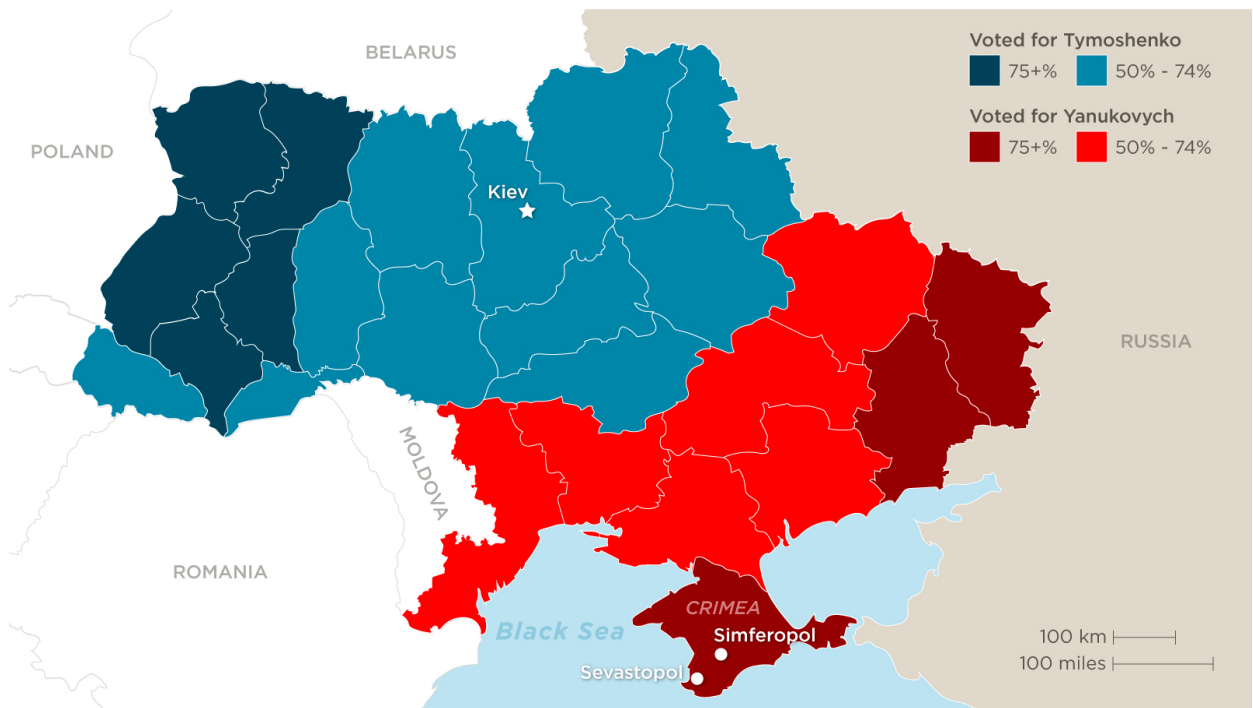 BELARUS
POLAND
Kiev
Voted for Tymoshenko
75+%
50% - 74%
Voted for Yanukovych
75+%
50% - 74%
RUSSIA
MOLDOVA
ROMANIA
CRIMEA
Black Sea
Simferopol
Sevastopol
100 km
100 miles